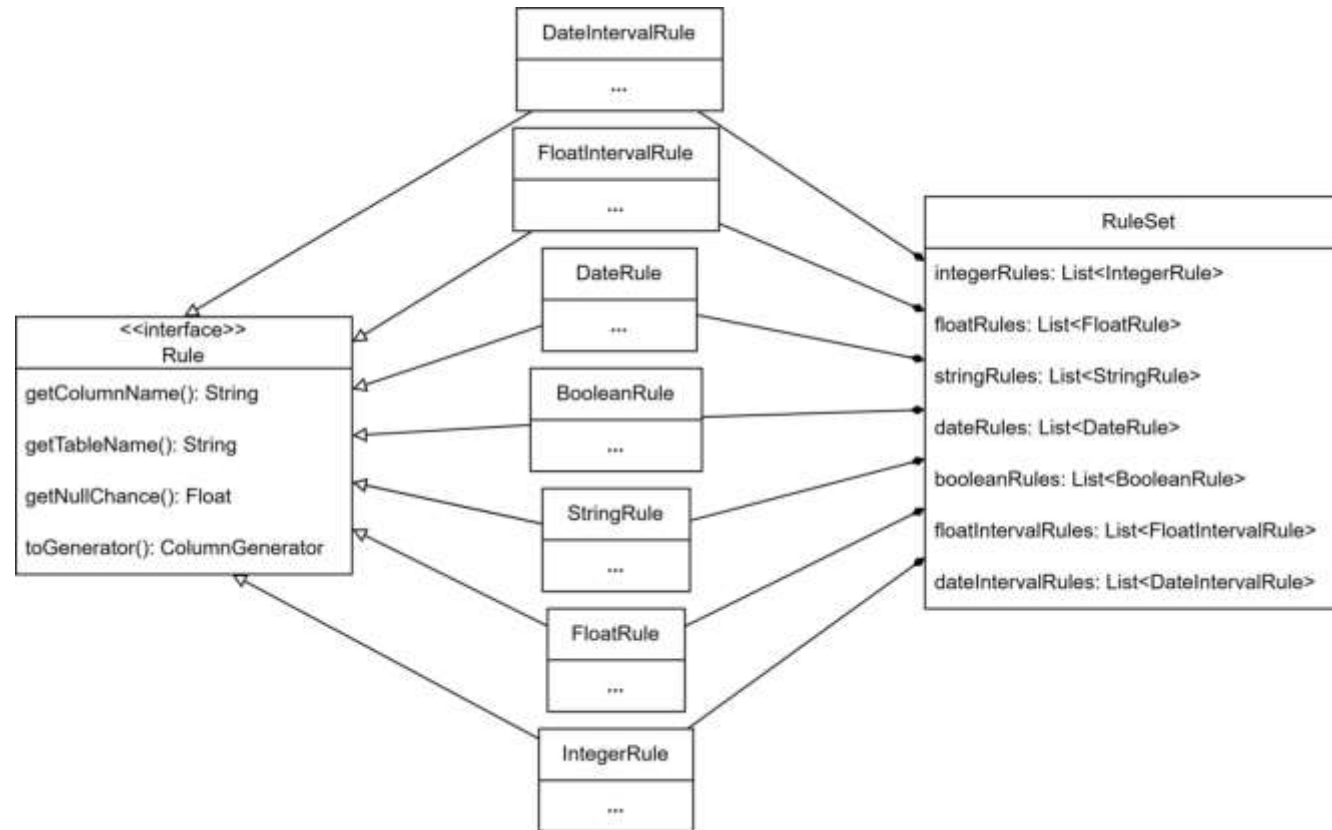 DateIntervalRule
...
FloatIntervalRule
...
DateRule
...
BooleanRule
...
StringRule
...
FloatRule
...
IntegerRule
...
<<interface>>
Rule
getColumnName(): String
getTableName(): String
getNullChance(): Float
toGenerator(): ColumnGenerator
RuleSet
integerRules: List<IntegerRule>
floatRules: List<FloatRule>
stringRules: List<StringRule>
dateRules: List<DateRule>
booleanRules: List<BooleanRule>
floatIntervalRules: List<FloatIntervalRule>
dateIntervalRules: List<DateIntervalRule>